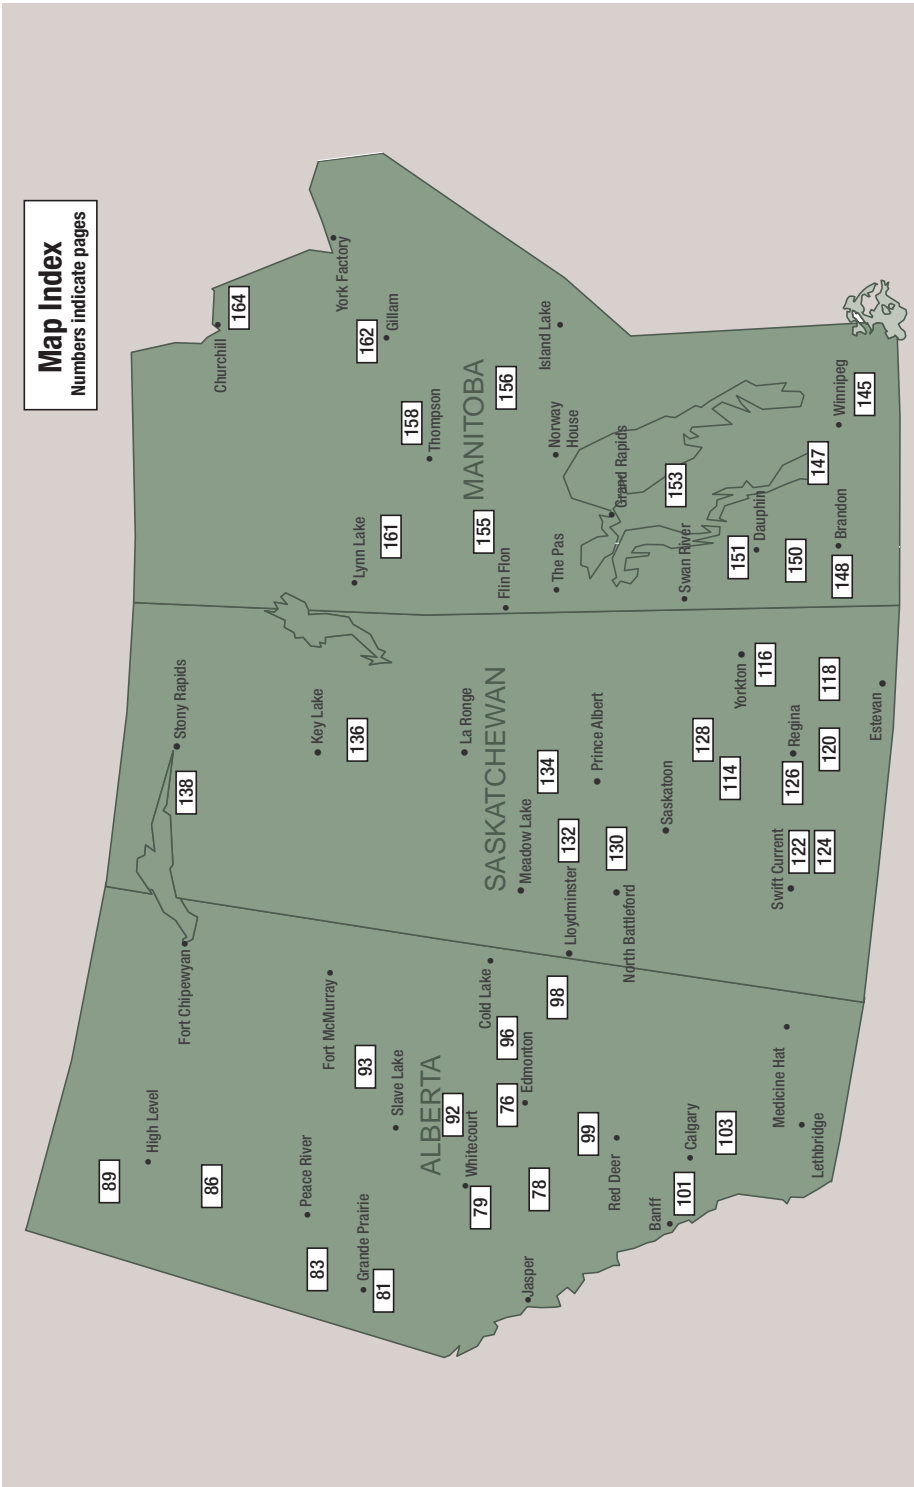 Map Index
Numbers indicate pages
ALBERTA
89
High Level
86
Fort Chipewyan
Peace River
83
Grande Prairie
81
Fort McMurray
93
Slave Lake
92
Whitecourt
79
Cold Lake
96
76
Edmonton
78
98
Jasper
99
Red Deer
Banff
101
Calgary
103
Medicine Hat
Lethbridge
SASKATCHEWAN
Stony Rapids
138
Key Lake
136
La Ronge
Meadow Lake
134
132
Lloydminster
Prince Albert
130
North Battleford
Saskatoon
128
114
Yorkton
116
Regina
126
118
120
Swift Current
122
124
Estevan
MANITOBA
Churchill
164
York Factory
162
Gillam
158
Thompson
Lynn Lake
161
156
155
Flin Flon
Island Lake
Norway
House
The Pas
Grand Rapids
153
Swan River
151
Dauphin
150
147
Winnipeg
145
Brandon
148